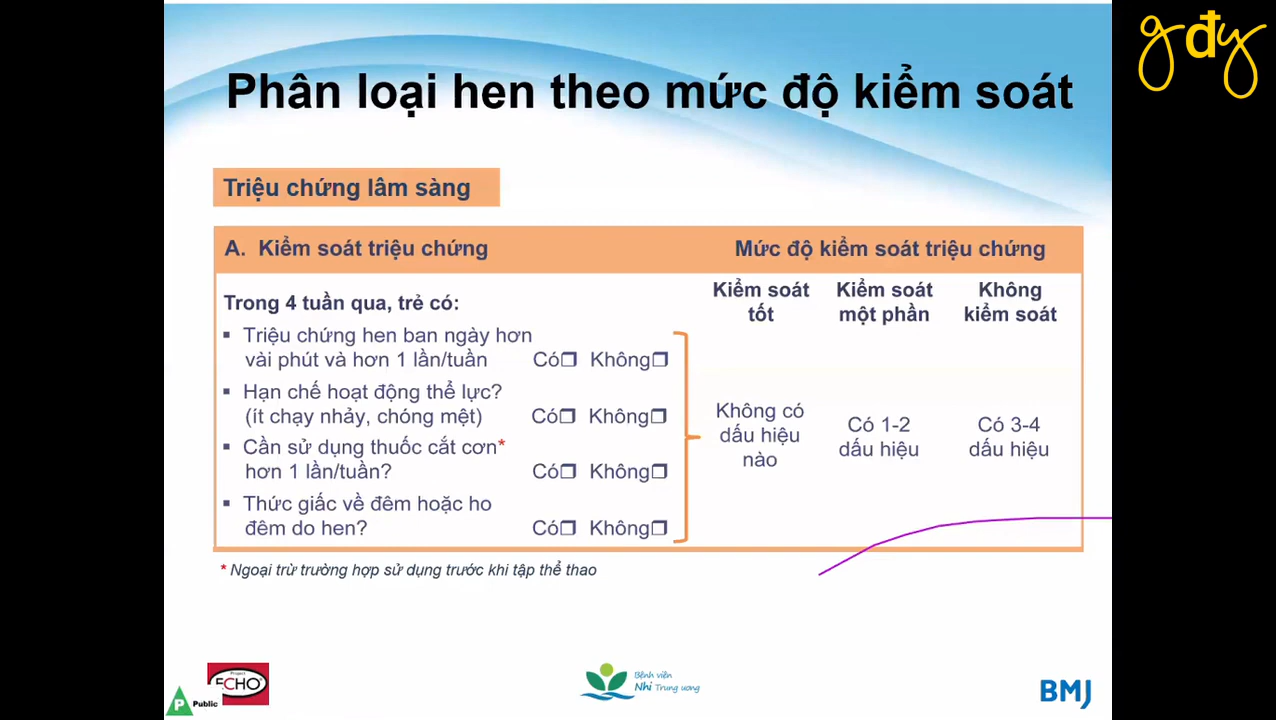 gđy
Phân loại hen theo mức độ kiểm soát
Triệu chứng lâm sàng
A. Kiểm soát triệu chứng
Mức độ kiểm soát triệu chứng
Trong 4 tuần qua, trẻ có:
Kiểm soát tốt
Kiểm soát một phần
Không kiểm soát
▪ Triệu chứng hen ban ngày hơn
vài phút và hơn 1 lần/tuần Có❐ Không❐
▪ Hạn chế hoạt động thể lực?
(ít chạy nhảy, chóng mệt) Có❐ Không❐
▪ Cần sử dụng thuốc cắt cơn*
hơn 1 lần/tuần? Có❐ Không❐
▪ Thức giấc về đêm hoặc ho
đêm do hen? Có❐ Không❐
Không có
dấu hiệu
nào
Có 1-2
dấu hiệu
Có 3-4
dấu hiệu
* Ngoại trừ trường hợp sử dụng trước khi tập thể thao
Project
ECHO
P Public
Bệnh viện
Nhi Trung ương
BMJ